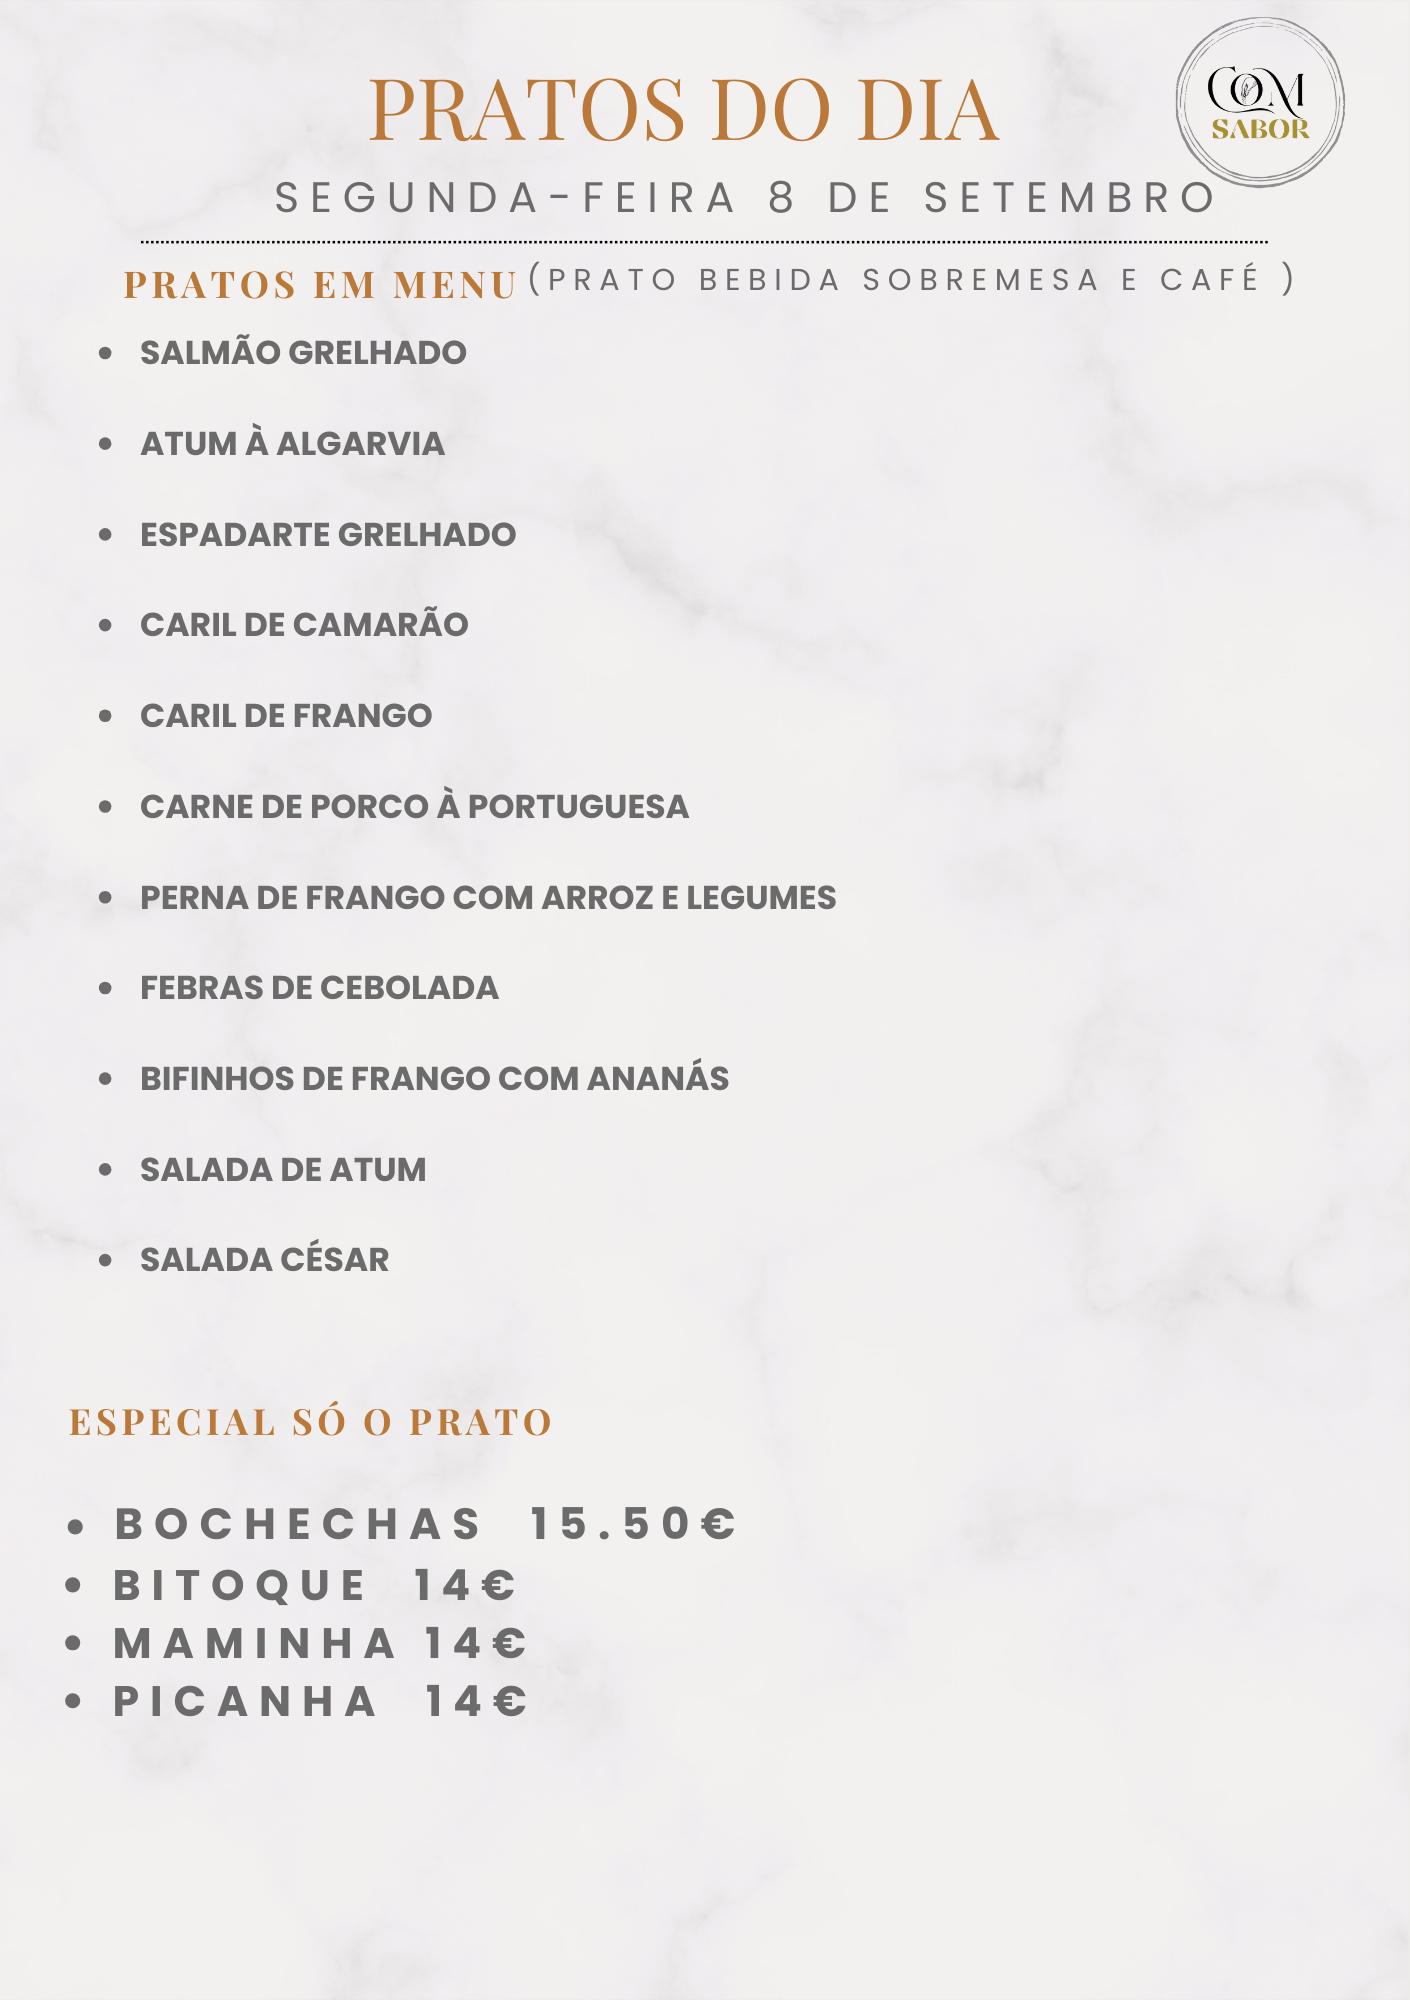 PRATOS DO DIA
COM
SABOR
SEGUNDA-FEIRA 8 DE SETEMBRO
PRATOS EM MENU (PRATO BEBIDA SOBREMESA E CAFÉ )
• SALMÃO GRELHADO
• ATUM À ALGARVIA
• ESPADARTE GRELHADO
• CARIL DE CAMARÃO
• CARIL DE FRANGO
• CARNE DE PORCO À PORTUGUESA
• PERNA DE FRANGO COM ARROZ E LEGUMES
• FEBRAS DE CEBOLADA
• BIFINHOS DE FRANGO COM ANANÁS
• SALADA DE ATUM
• SALADA CÉSAR
ESPECIAL SÓ O PRATO
• BOCHECHAS 15.50€
• BITOQUE 14€
• MAMINHA 14€
• PICANHA 14€